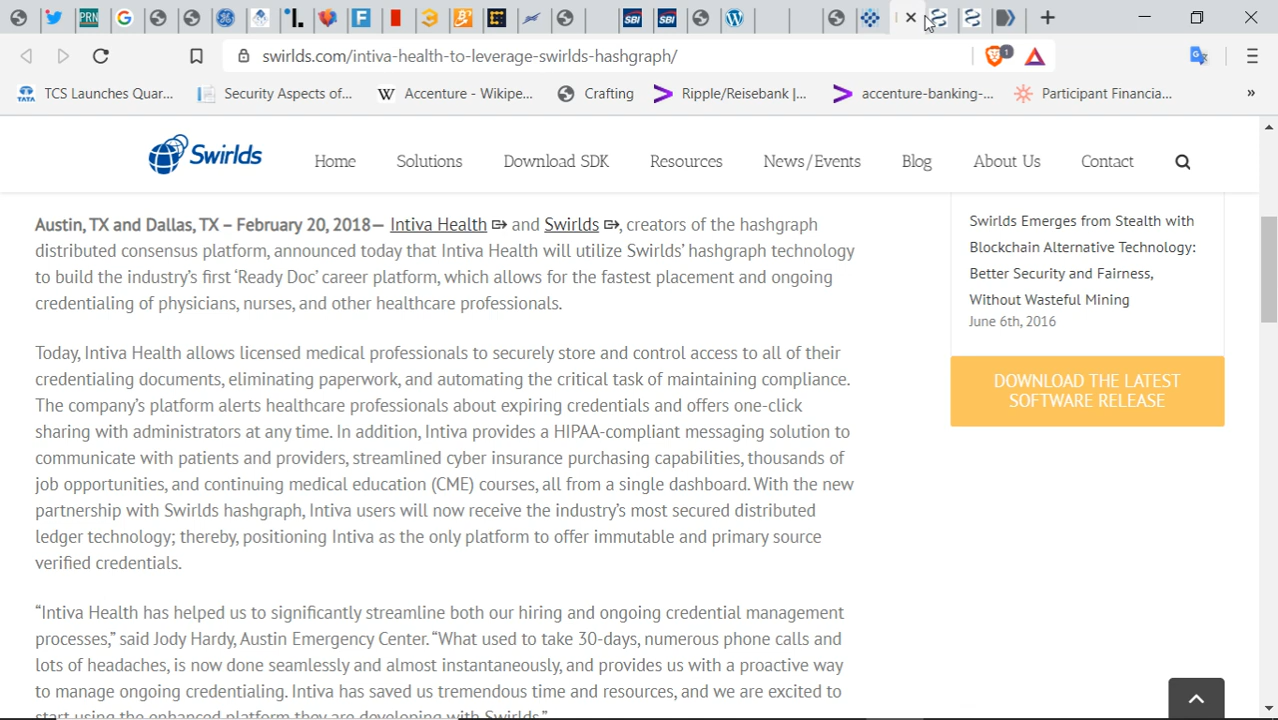 swirlds.com/intiva-health-to-leverage-swirlds-hashgraph/
TCS Launches Quar... Security Aspects of... Accenture - Wikipe... Crafting Ripple/Reisebank |... accenture-banking-... Participant Financia... »
Swirlds Home Solutions Download SDK Resources News/Events Blog About Us Contact
Austin, TX and Dallas, TX – February 20, 2018— Intiva Health and Swirlds, creators of the hashgraph
distributed consensus platform, announced today that Intiva Health will utilize Swirlds’ hashgraph technology
to build the industry’s first ‘Ready Doc’ career platform, which allows for the fastest placement and ongoing
credentialing of physicians, nurses, and other healthcare professionals.
Today, Intiva Health allows licensed medical professionals to securely store and control access to all of their
credentialing documents, eliminating paperwork, and automating the critical task of maintaining compliance.
The company’s platform alerts healthcare professionals about expiring credentials and offers one-click
sharing with administrators at any time. In addition, Intiva provides a HIPAA-compliant messaging solution to
communicate with patients and providers, streamlined cyber insurance purchasing capabilities, thousands of
job opportunities, and continuing medical education (CME) courses, all from a single dashboard. With the new
partnership with Swirlds hashgraph, Intiva users will now receive the industry’s most secured distributed
ledger technology; thereby, positioning Intiva as the only platform to offer immutable and primary source
verified credentials.
“Intiva Health has helped us to significantly streamline both our hiring and ongoing credential management
processes,” said Jody Hardy, Austin Emergency Center. “What used to take 30-days, numerous phone calls and
lots of headaches, is now done seamlessly and almost instantaneously, and provides us with a proactive way
to manage ongoing credentialing. Intiva has saved us tremendous time and resources, and we are excited to
start using the enhanced platform they are developing with Swirlds.”
Swirlds Emerges from Stealth with
Blockchain Alternative Technology:
Better Security and Fairness,
Without Wasteful Mining
June 6th, 2016
DOWNLOAD THE LATEST
SOFTWARE RELEASE